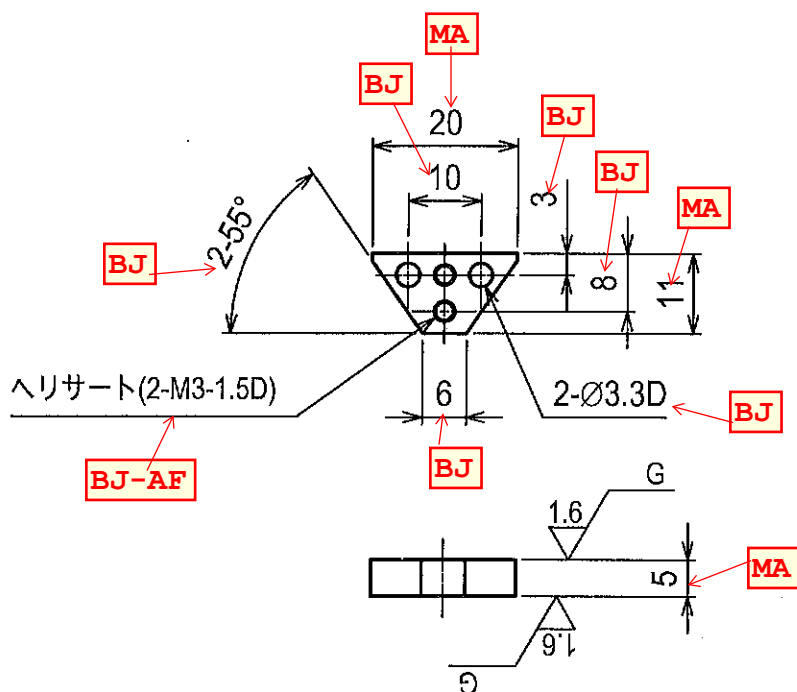 MA
BJ
20
BJ
10
3
BJ
MA
2-55°
BJ
8
11
ヘリサート(2-M3-1.5D)
6
2-Ø3.3D
BJ
BJ-AF
BJ
G
1.6
5
MA
1.6
G